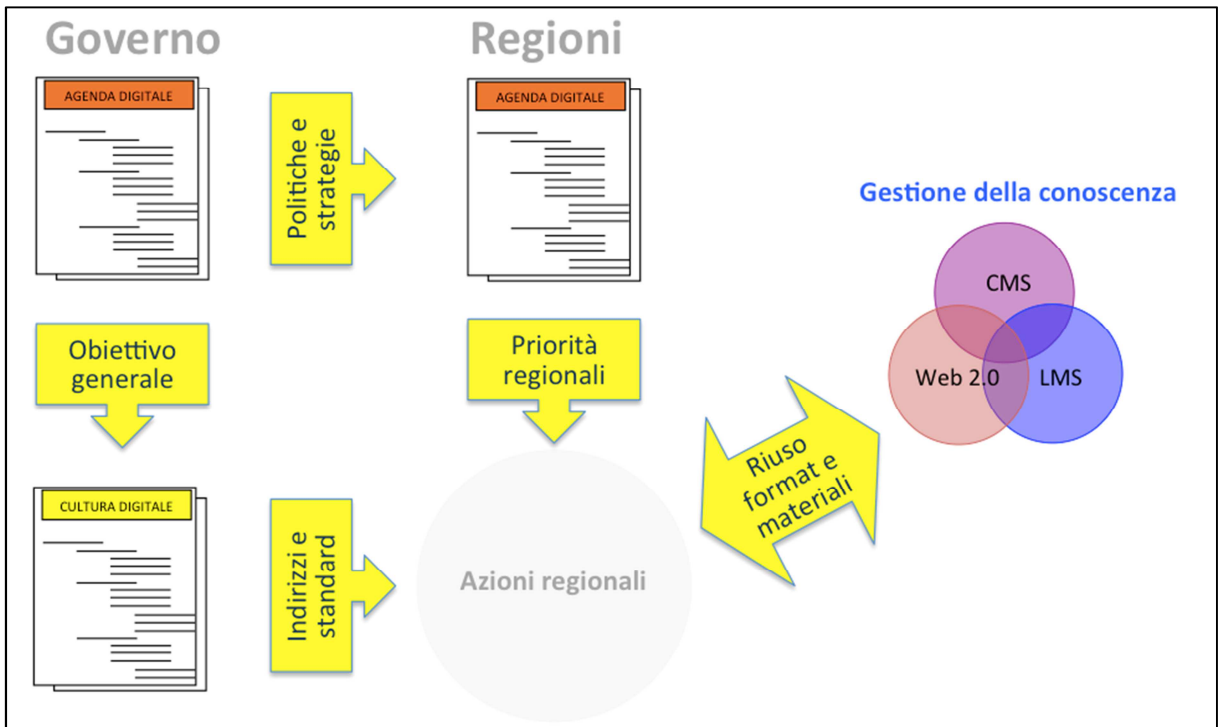 Governo
Regioni
AGENDA DIGITALE
Politiche e
strategie
AGENDA DIGITALE
Gestione della conoscenza
CMS
Web 2.0
LMS
Obiettivo
generale
Priorità
regionali
Riuso
format e
materiali
CULTURA DIGITALE
Indirizzi e
standard
Azioni regionali